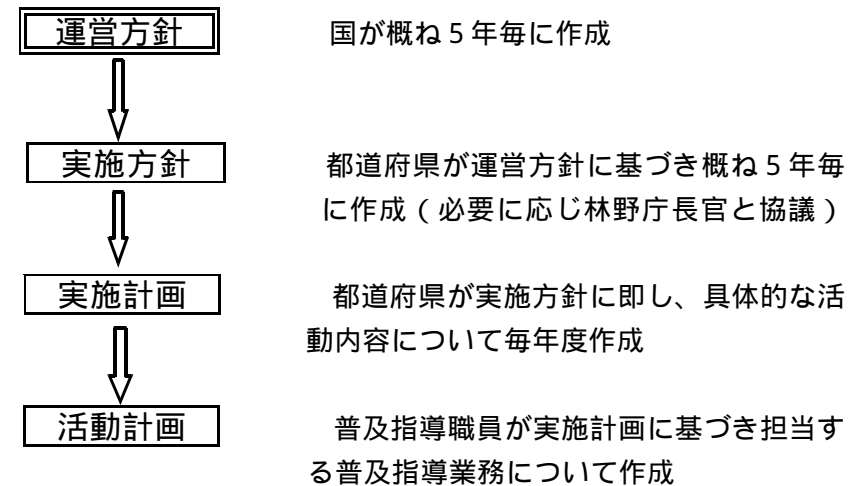 運営方針 国が概ね５年毎に作成
実施方針 都道府県が運営方針に基づき概ね５年毎
に作成（必要に応じ林野庁長官と協議）
実施計画 都道府県が実施方針に即し、具体的な活
動内容について毎年度作成
活動計画 普及指導職員が実施計画に基づき担当す
る普及指導業務について作成